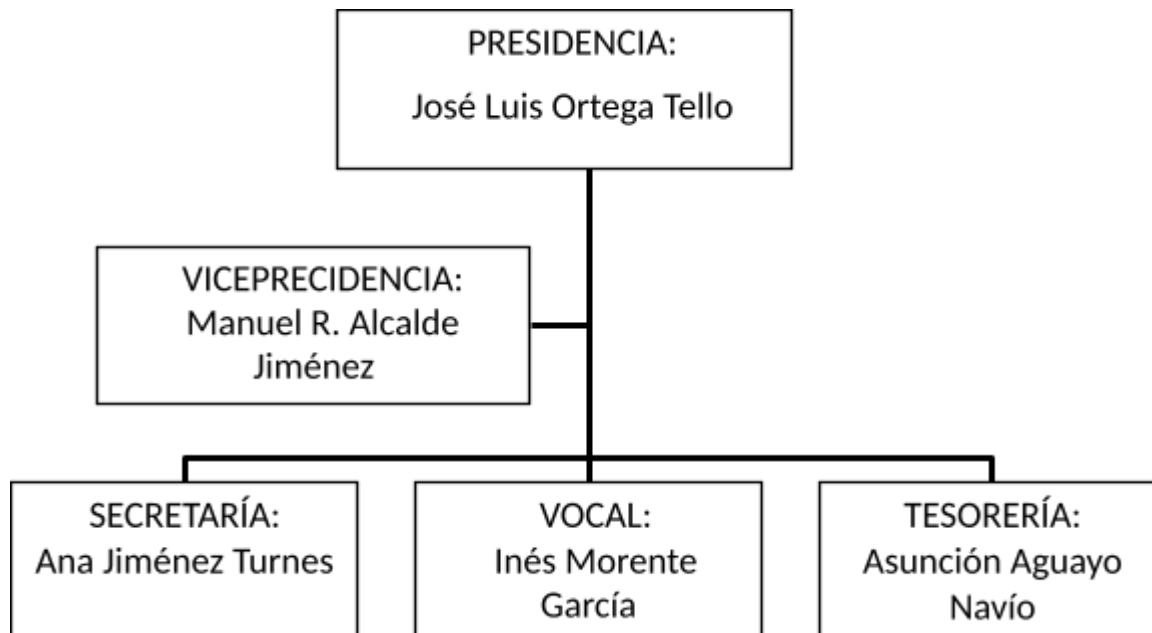 PRESIDENCIA:
José Luis Ortega Tello
VICEPRECIDENCIA:
Manuel R. Alcalde
Jiménez
SECRETARÍA:
Ana Jiménez Turnes
VOCAL:
Inés Morente
García
TESORERÍA:
Asunción Aguayo
Navío